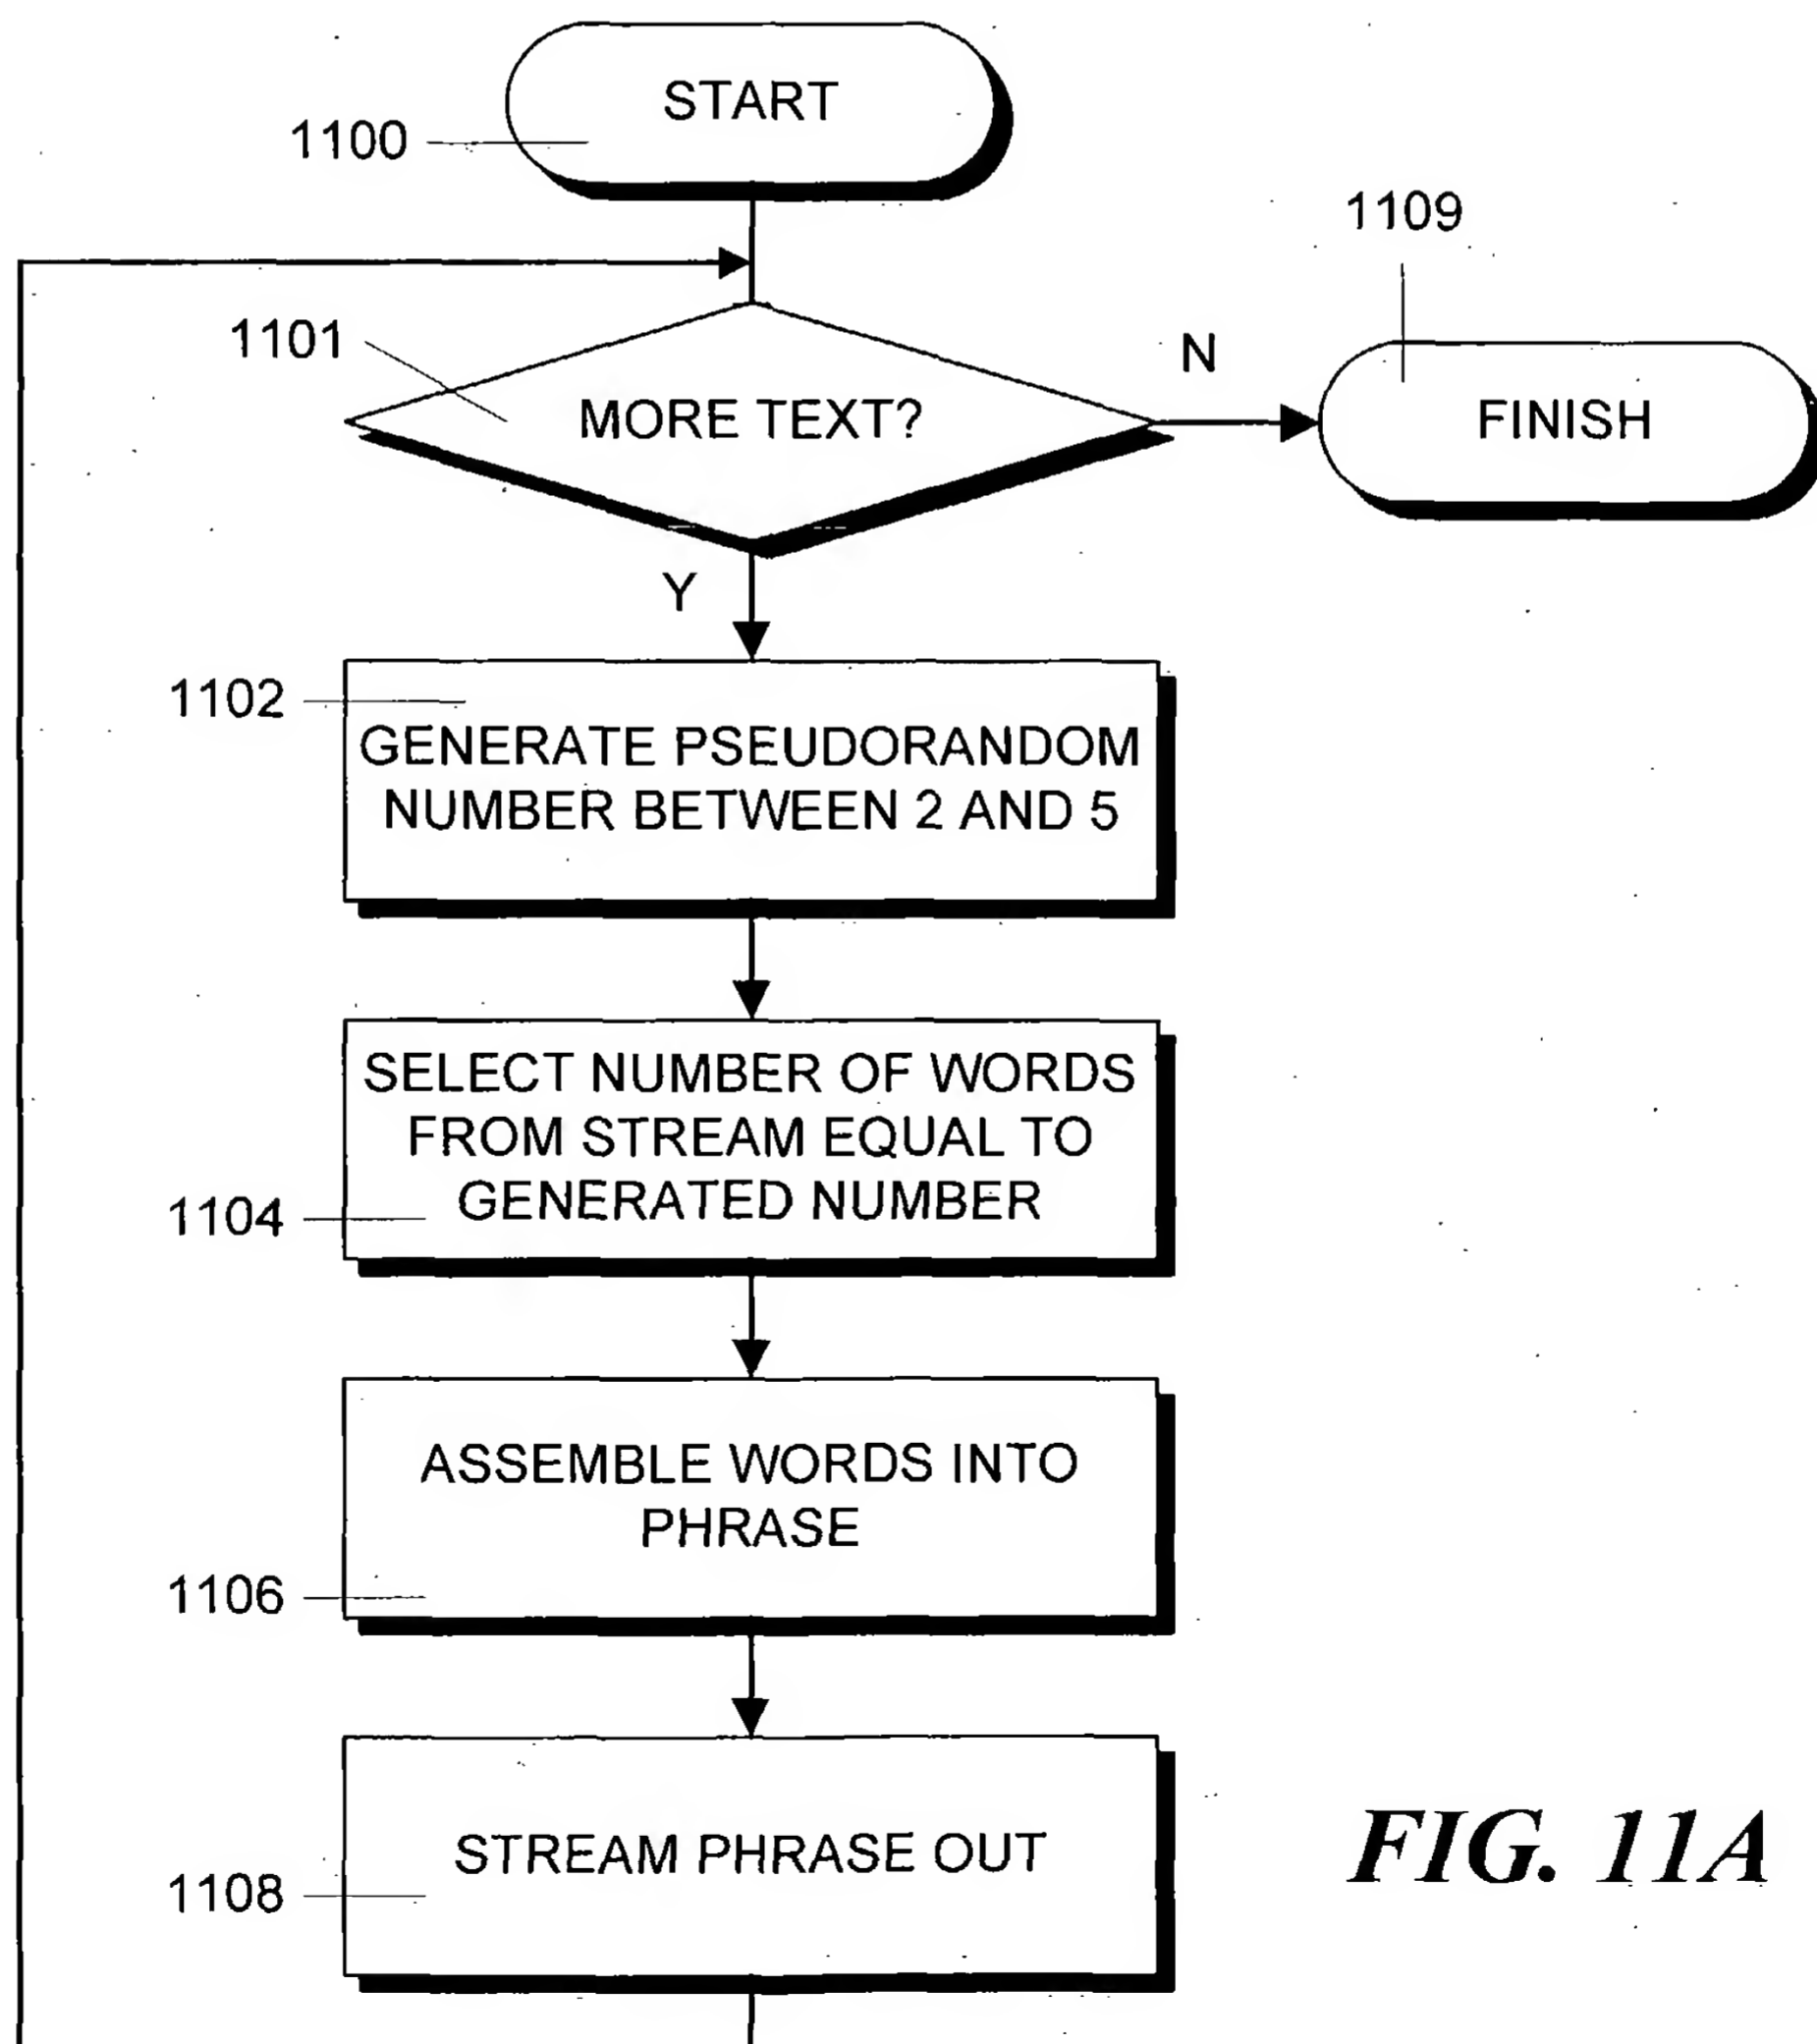 START
1100
1109
1101
N
MORE TEXT?
FINISH
Y
1102
GENERATE PSEUDORANDOM
NUMBER BETWEEN 2 AND 5
SELECT NUMBER OF WORDS
FROM STREAM EQUAL TO
GENERATED NUMBER
1104
ASSEMBLE WORDS INTO
PHRASE
1106
STREAM PHRASE OUT
1108
FIG. 11A